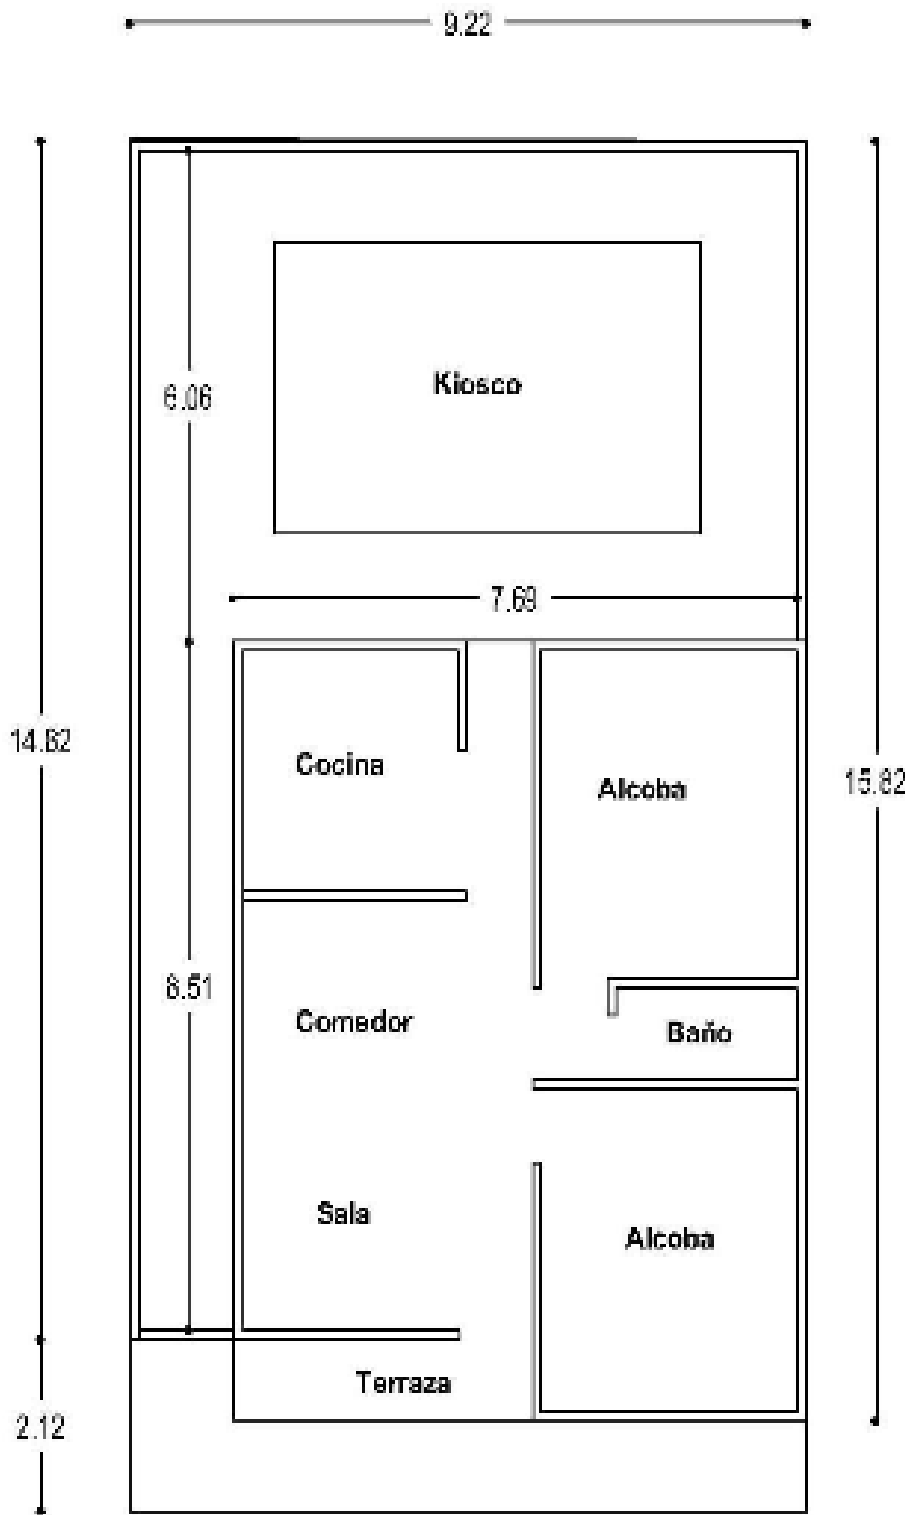 9.22
6.06
Kiosco
7.69
14.82
Cocina
Alcoba
15.82
8.51
Comedor
Baño
Sala
Alcoba
Terraza
2.12